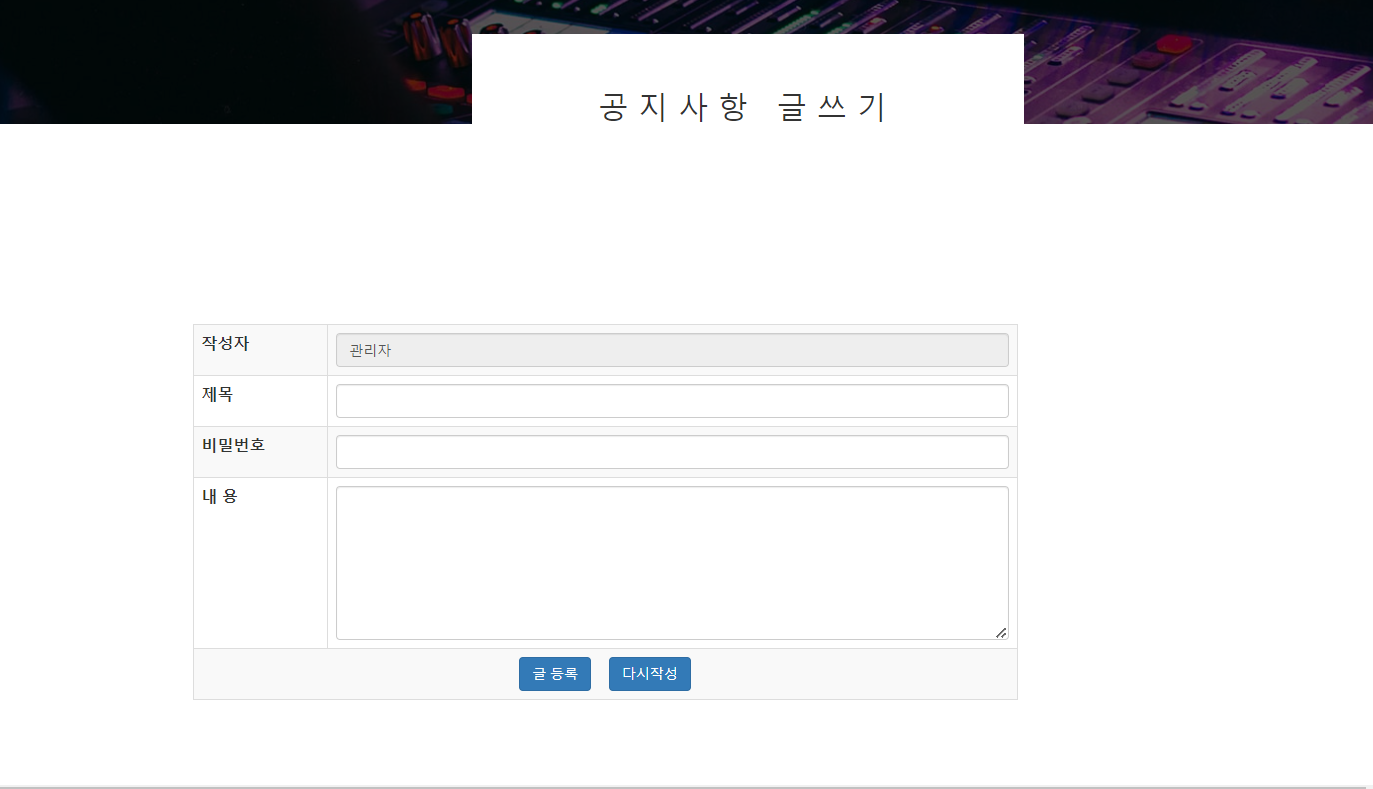 공지사항 글쓰기
작성자
관리자
제목
비밀번호
내 용
글 등록
다시작성